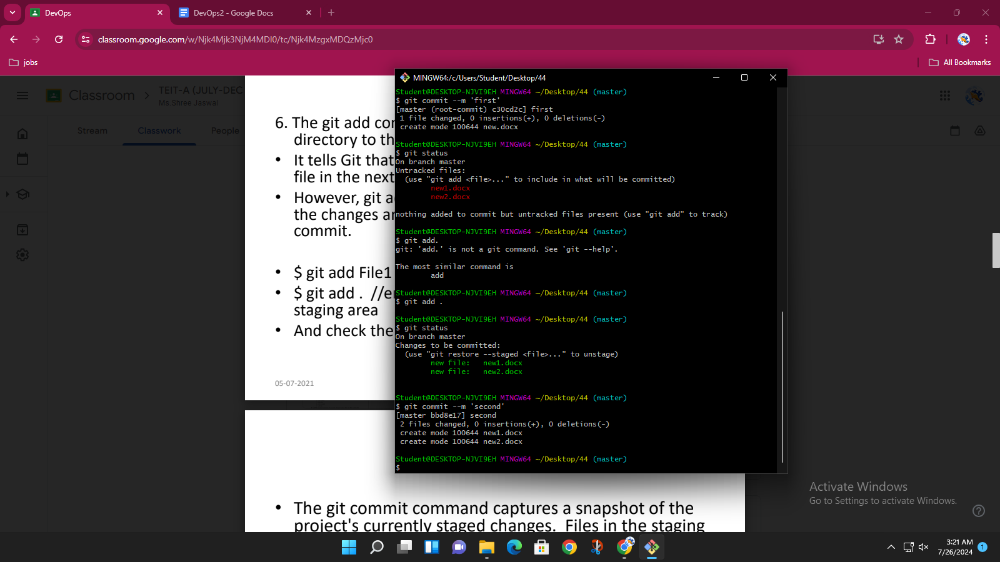 DevOps
DevOps2 - Google Docs
classroom.google.com/w/Njk4Mjk3NjM4MDI0/tc/Njk4MzgxMDQzMjc0
jobs
All Bookmarks
Classroom
TEIT-A (JULY-DEC
Ms.Shree Jaswal
Stream
Classwork
People
6. The git add con
directory to th
• It tells Git that
file in the next
• However, git a
the changes ar
commit.
• $ git add File1
• $ git add . //e
staging area
• And check the
05-07-2021
• The git commit command captures a snapshot of the
project's currently staged changes. Files in the staging
MINGW64:/c/Users/Student/Desktop/44
Student@DESKTOP-NJVI9EH MINGW64 ~/Desktop/44 (master)
$ git commit --m 'first'
[master (root-commit) c30cd2c] first
1 file changed, 0 insertions(+), 0 deletions(-)
create mode 100644 new.docx
Student@DESKTOP-NJVI9EH MINGW64 ~/Desktop/44 (master)
$ git status
On branch master
Untracked files:
(use "git add <file>..." to include in what will be committed)
new1.docx
new2.docx
nothing added to commit but untracked files present (use "git add" to track)
Student@DESKTOP-NJVI9EH MINGW64 ~/Desktop/44 (master)
$ git add.
git: 'add.' is not a git command. See 'git --help'.
The most similar command is
add
Student@DESKTOP-NJVI9EH MINGW64 ~/Desktop/44 (master)
$ git add .
Student@DESKTOP-NJVI9EH MINGW64 ~/Desktop/44 (master)
$ git status
On branch master
Changes to be committed:
(use "git restore --staged <file>..." to unstage)
new file:   new1.docx
new file:   new2.docx
Student@DESKTOP-NJVI9EH MINGW64 ~/Desktop/44 (master)
$ git commit --m 'second'
[master bbd8e17] second
2 files changed, 0 insertions(+), 0 deletions(-)
create mode 100644 new1.docx
create mode 100644 new2.docx
Student@DESKTOP-NJVI9EH MINGW64 ~/Desktop/44 (master)
$
Activate Windows
Go to Settings to activate Windows.
3:21 AM
7/26/2024
1